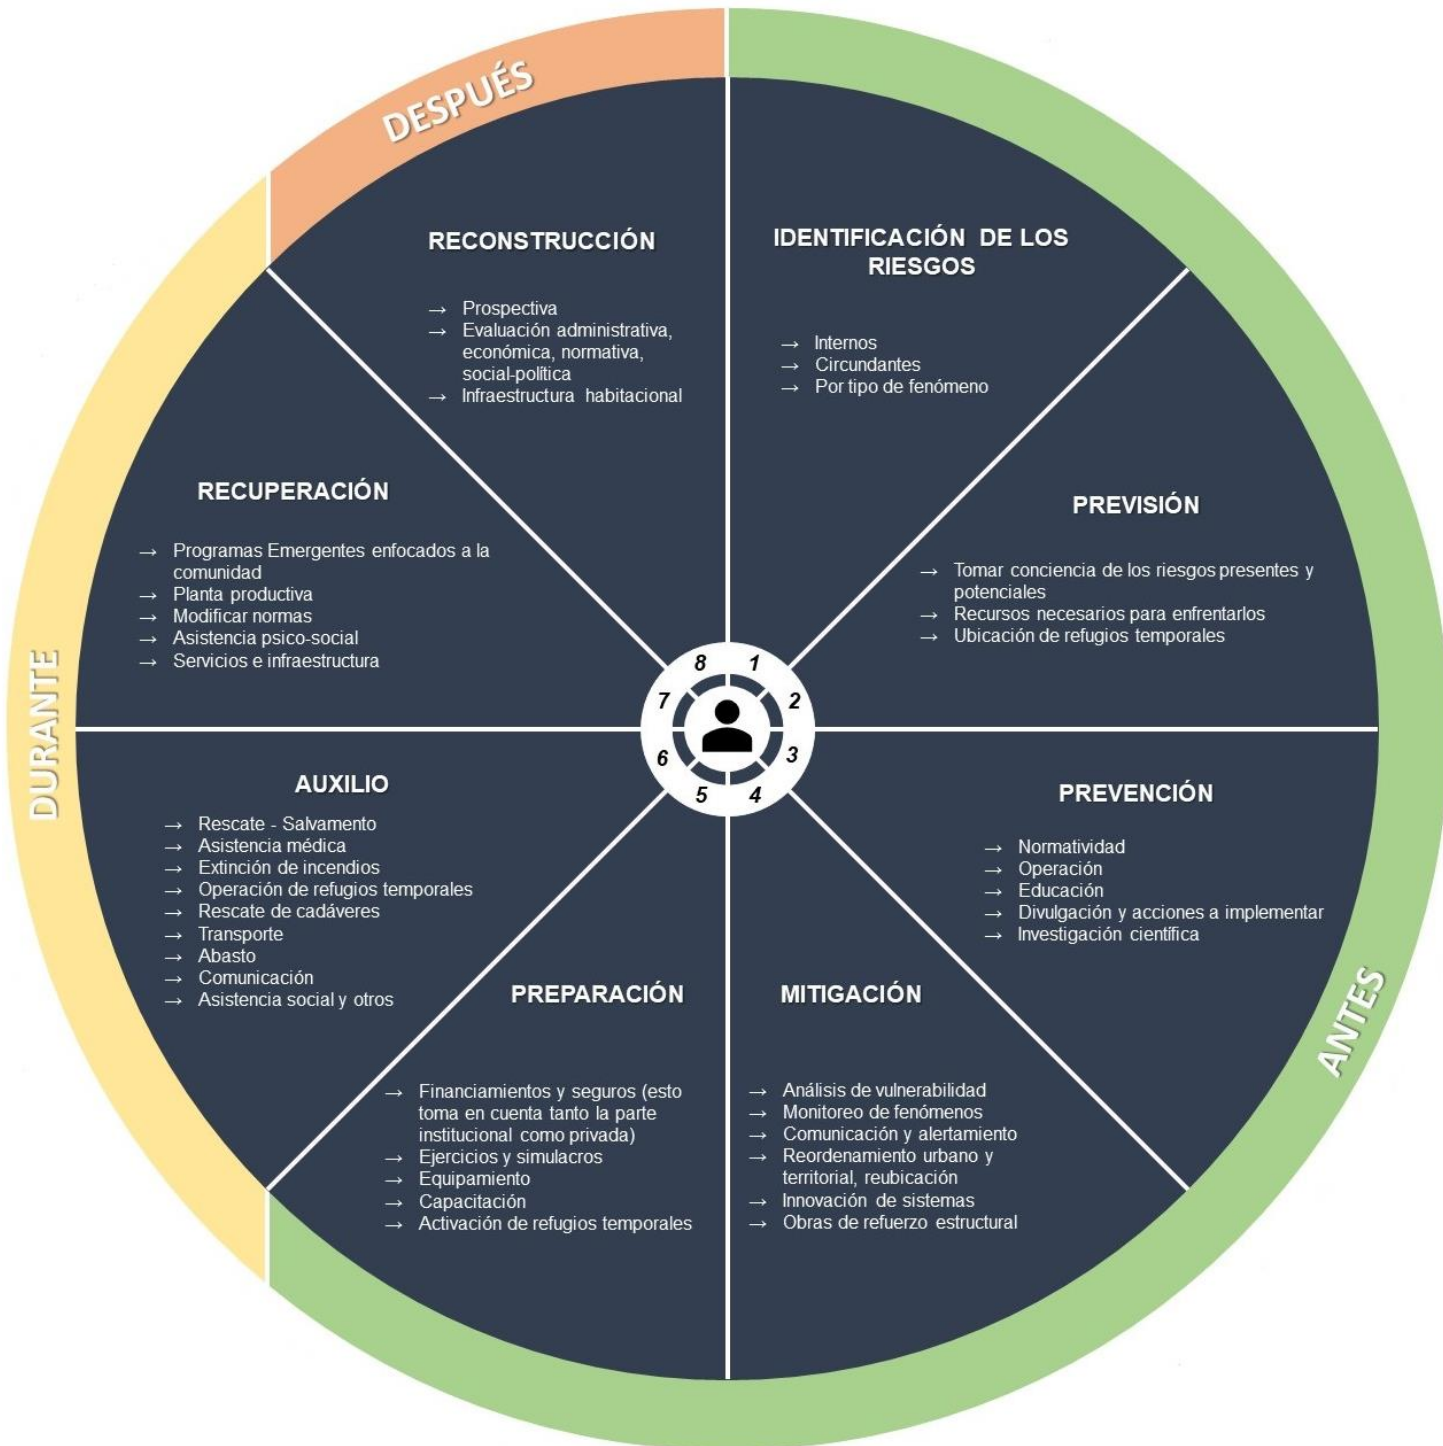 DESPUÉS
DURANTE
ANTES
IDENTIFICACIÓN DE LOS
RIESGOS
→ Internos
→ Circundantes
→ Por tipo de fenómeno
PREVISIÓN
→ Tomar conciencia de los riesgos presentes y
potenciales
→ Recursos necesarios para enfrentarlos
→ Ubicación de refugios temporales
PREVENCIÓN
→ Normatividad
→ Operación
→ Educación
→ Divulgación y acciones a implementar
→ Investigación científica
MITIGACIÓN
→ Análisis de vulnerabilidad
→ Monitoreo de fenómenos
→ Comunicación y alertamiento
→ Reordenamiento urbano y
territorial, reubicación
→ Innovación de sistemas
→ Obras de refuerzo estructural
PREPARACIÓN
→ Financiamientos y seguros (esto
toma en cuenta tanto la parte
institucional como privada)
→ Ejercicios y simulacros
→ Equipamiento
→ Capacitación
→ Activación de refugios temporales
AUXILIO
→ Rescate - Salvamento
→ Asistencia médica
→ Extinción de incendios
→ Operación de refugios temporales
→ Rescate de cadáveres
→ Transporte
→ Abasto
→ Comunicación
→ Asistencia social y otros
RECUPERACIÓN
→ Programas Emergentes enfocados a la
comunidad
→ Planta productiva
→ Modificar normas
→ Asistencia psico-social
→ Servicios e infraestructura
RECONSTRUCCIÓN
→ Prospectiva
→ Evaluación administrativa,
económica, normativa,
social-política
→ Infraestructura habitacional
1
2
3
4
5
6
7
8